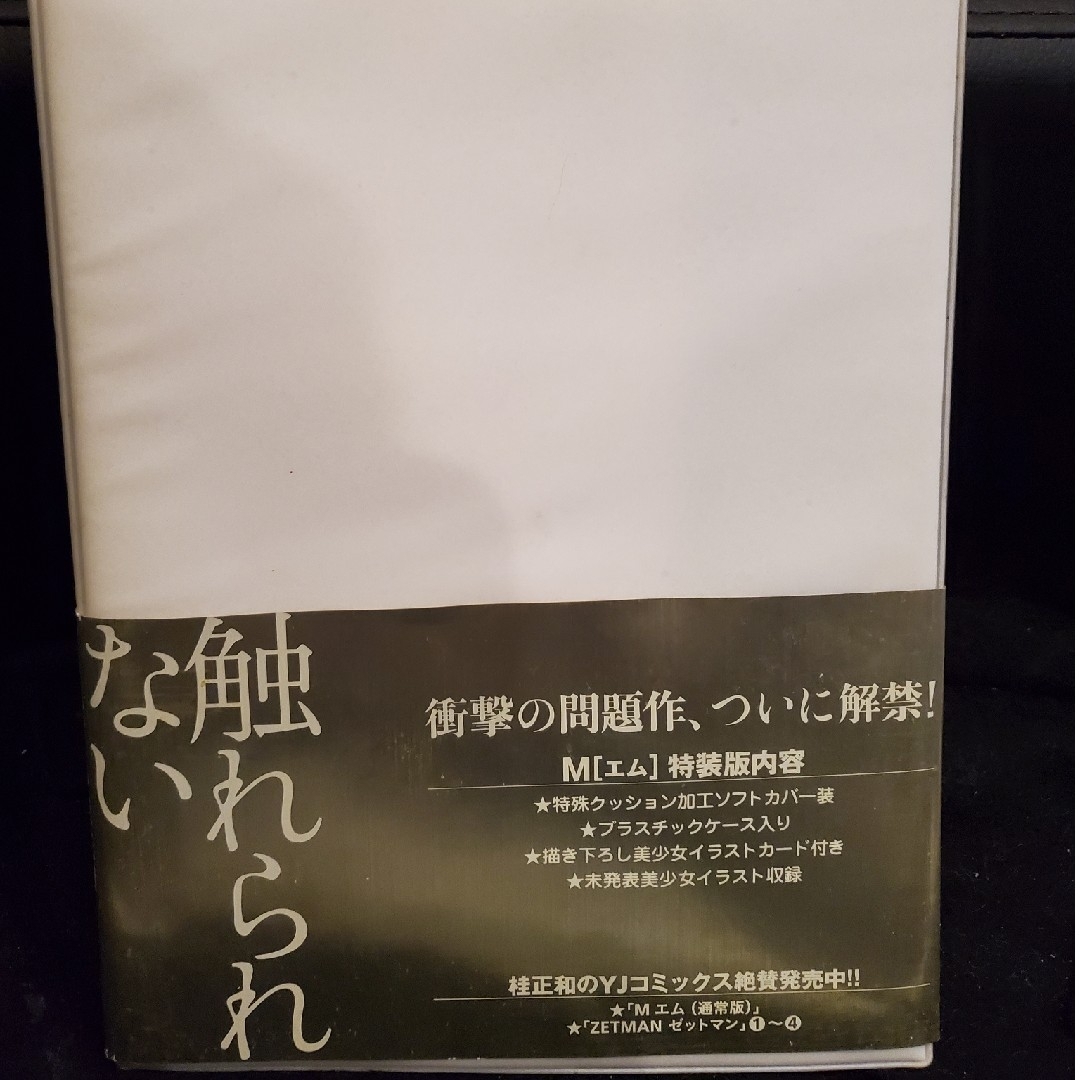 触れられ
ない
衝撃の問題作、ついに解禁!
M[エム] 特装版内容
★特殊クッション加工ソフトカバー装
★プラスチックケース入り
★描き下ろし美少女イラストカード付き
★未発表美少女イラスト収録
桂正和のYJコミックス絶賛発売中!!
★「M エム (通常版)」
★「ZETMAN ゼットマン」❶~❹